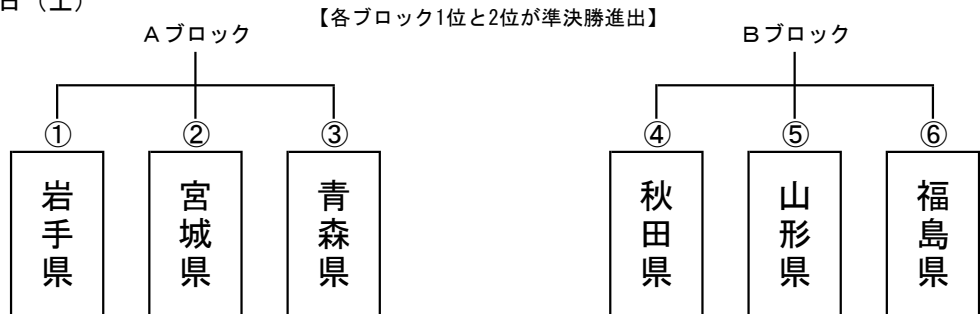 （土）
【各ブロック1位と2位が準決勝進出】
Ａブロック
Ｂブロック
① ② ③ ④ ⑤ ⑥
岩手県
宮城県
青森県
秋田県
山形県
福島県